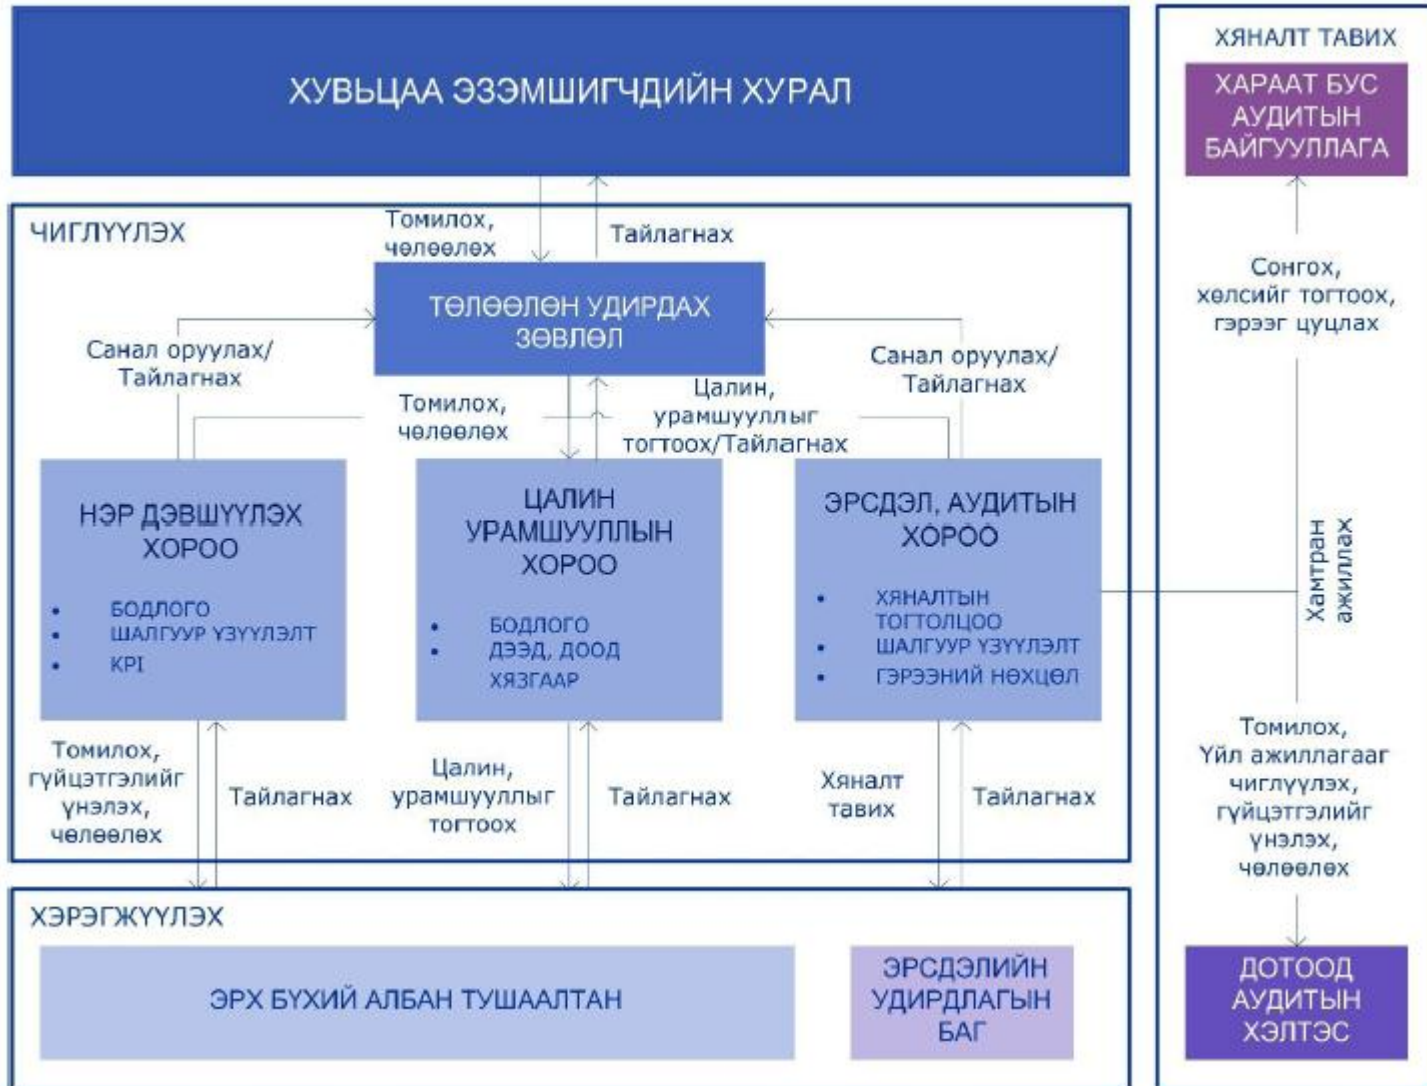 ХУВЬЦАА ЭЗЭМШИГЧДИЙН ХУРАЛ
ЧИГЛҮҮЛЭХ
Томилох,
чөлөөлөх
Тайлагнах
ТӨЛӨӨЛӨН УДИРДАХ
ЗӨВЛӨЛ
Санал оруулах/
Тайлагнах
Томилох,
чөлөөлөх
Цалин,
урамшууллыг
тогтоох/Тайлагнах
Санал оруулах/
Тайлагнах
НЭР ДЭВШҮҮЛЭХ
ХОРОО
• БОДЛОГО
• ШАЛГУУР ҮЗҮҮЛЭЛТ
• KPI
ЦАЛИН
УРАМШУУЛЛЫН
ХОРОО
• БОДЛОГО
• ДЭЭД, ДООД
ХЯЗГААР
ЭРСДЭЛ, АУДИТЫН
ХОРОО
• ХЯНАЛТЫН
ТОГТОЛЦОО
• ШАЛГУУР ҮЗҮҮЛЭЛТ
• ГЭРЭЭНИЙ НӨХЦӨЛ
Томилох,
гүйцэтгэлийг
үнэлэх,
чөлөөлөх
Тайлагнах
Цалин,
урамшууллыг
тогтоох
Тайлагнах
Хяналт
тавих
Тайлагнах
ХЭРЭГЖҮҮЛЭХ
ЭРХ БҮХИЙ АЛБАН ТУШААЛТАН
ЭРСДЭЛИЙН
УДИРДЛАГЫН
БАГ
ХЯНАЛТ ТАВИХ
ХАРААТ БУС
АУДИТЫН
БАЙГУУЛЛАГА
Сонгох,
хөлсийг тогтоох,
гэрээг цуцлах
Хамтран
ажиллах
Томилох,
Үйл ажиллагааг
чиглүүлэх,
гүйцэтгэлийг
үнэлэх,
чөлөөлөх
ДОТООД
АУДИТЫН
ХЭЛТЭС